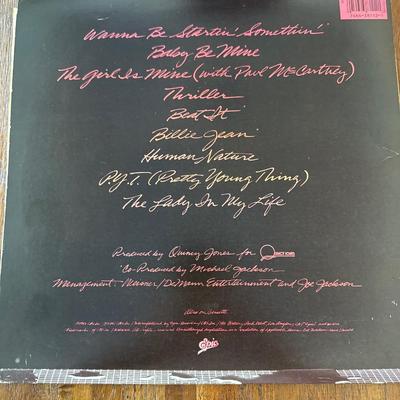 Wanna Be Startin' Somethin'
Baby Be Mine
The Girl Is Mine (with Paul McCartney)
Thriller
Beat It
Billie Jean
Human Nature
P.Y.T. (Pretty Young Thing)
The Lady In My Life
Produced by Quincy Jones for
Co-Produced by Michael Jackson
Management: Weisner/DeMann Entertainment and Joe Jackson
Also on Cassette
Epic